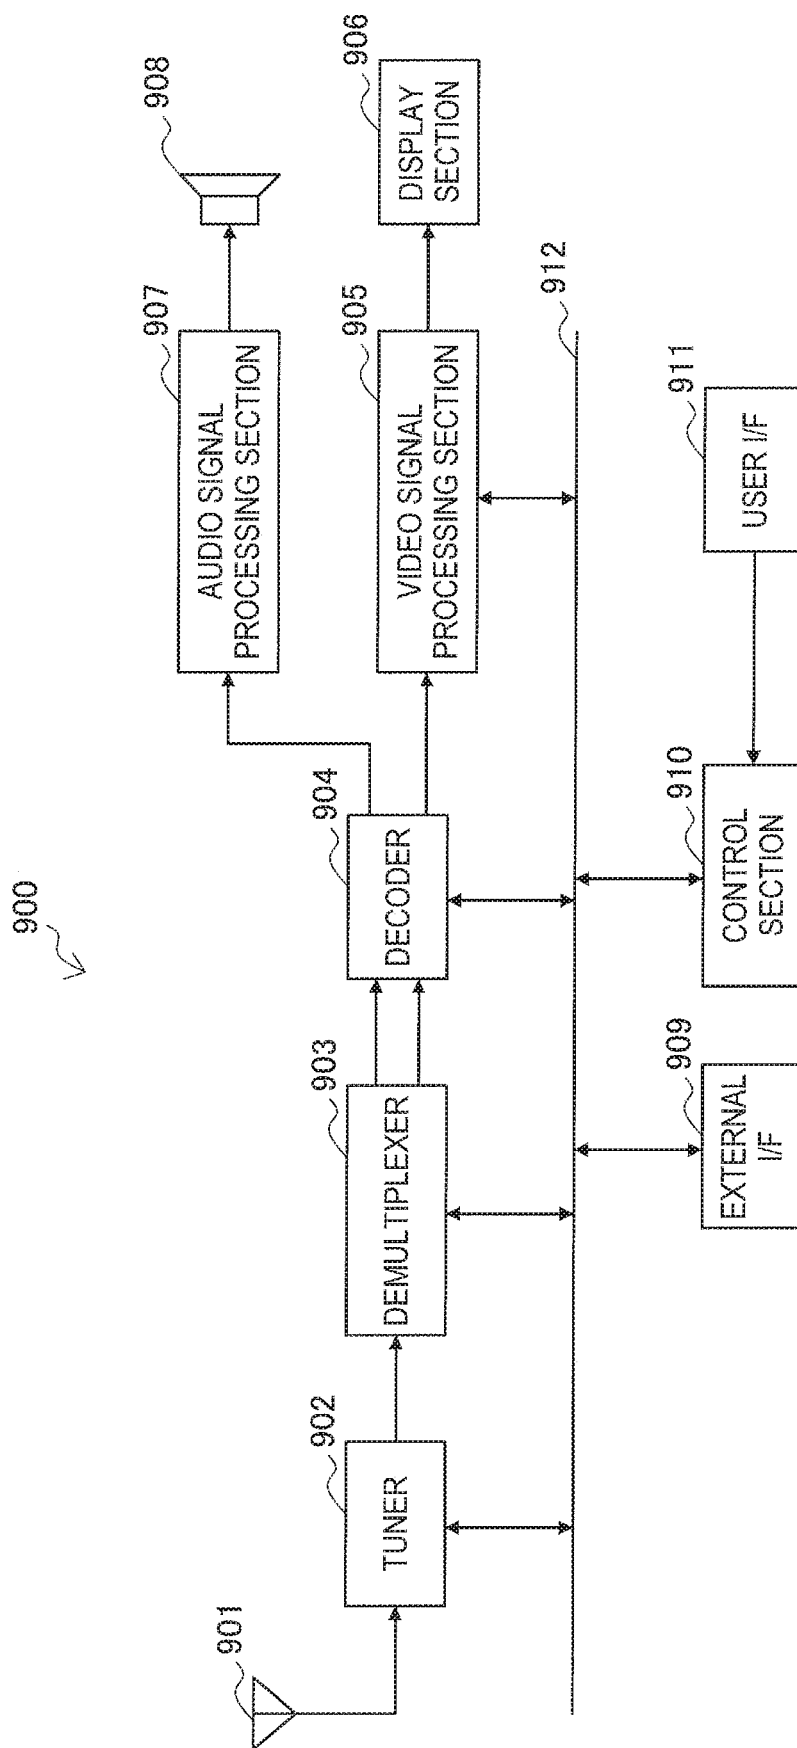 900
901
902
TUNER
903
DEMULTIPLEXER
904
DECODER
907
AUDIO SIGNAL
PROCESSING SECTION
908
905
VIDEO SIGNAL
PROCESSING SECTION
906
DISPLAY
SECTION
912
909
EXTERNAL
I/F
910
CONTROL
SECTION
911
USER I/F